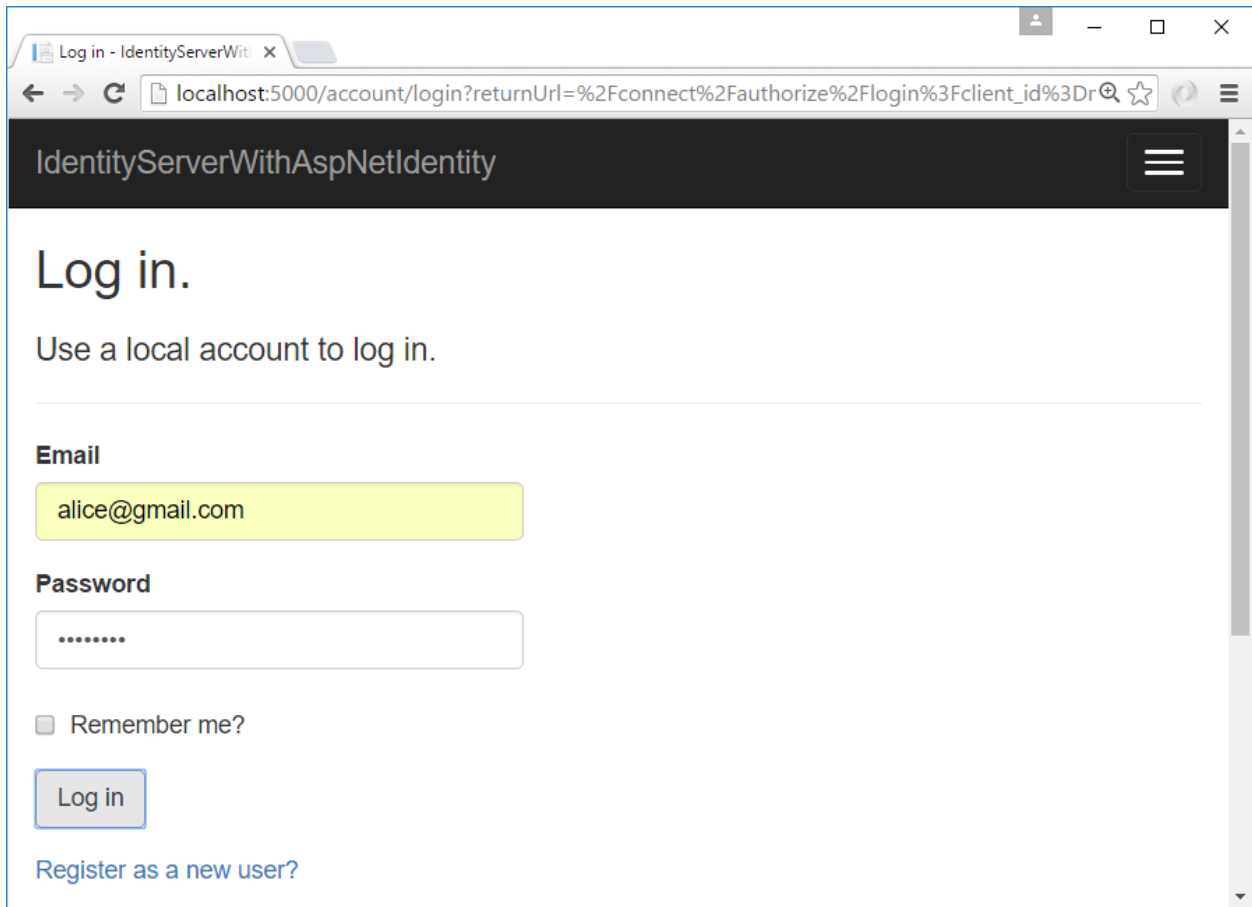 Log in - IdentityServerWit
localhost:5000/account/login?returnUrl=%2Fconnect%2Fauthorize%2Flogin%3Fclient_id%3Dr
IdentityServerWithAspNetIdentity
Log in.
Use a local account to log in.
Email
alice@gmail.com
Password
••••••••
Remember me?
Log in
Register as a new user?